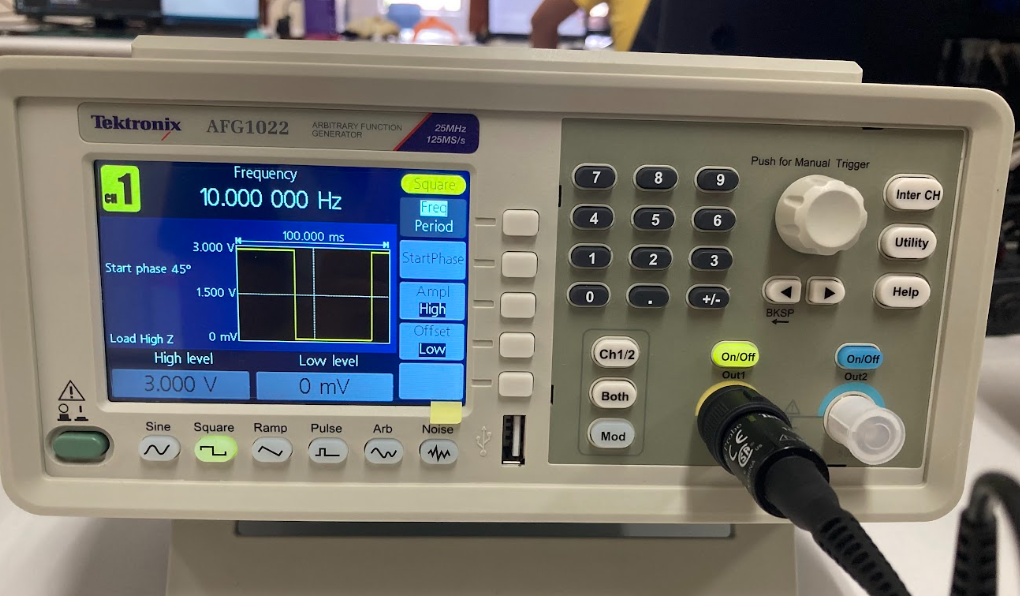 Tektronix AFG1022 ARBITRARY FUNCTION
GENERATOR
25MHz
125MS/s
CH 1
Frequency
10.000 000 Hz
Square
Freq
Period
StartPhase
Ampl
High
Offset
Low
100.000 ms
3.000 V
Start phase 45°
1.500 V
Load High Z
0 mV
High level
Low level
3.000 V
0 mV
Sine
Square
Ramp
Pulse
Arb
Noise
7 8 9
4 5 6
1 2 3
0 . +/-
Push for Manual Trigger
Inter CH
Utility
Help
BKSP
Ch1/2
Both
Mod
On/Off
Out1
On/Off
Out2
CE